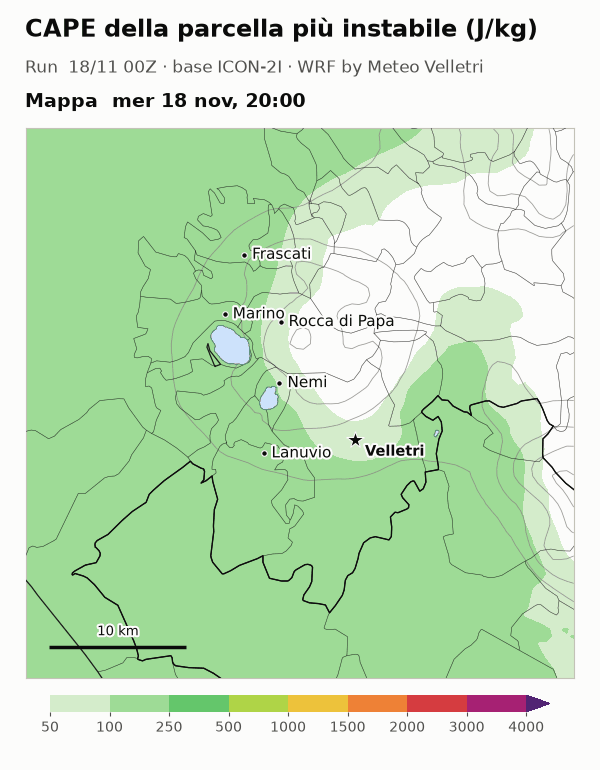 CAPE della parcella più instabile (J/kg)
Run  18/11 00Z · base ICON-2I · WRF by Meteo Velletri
Mappa  mer 18 nov, 20:00
Frascati
Marino
Rocca di Papa
Nemi
Lanuvio
Velletri
10 km
50 100 250 500 1000 1500 2000 3000 4000